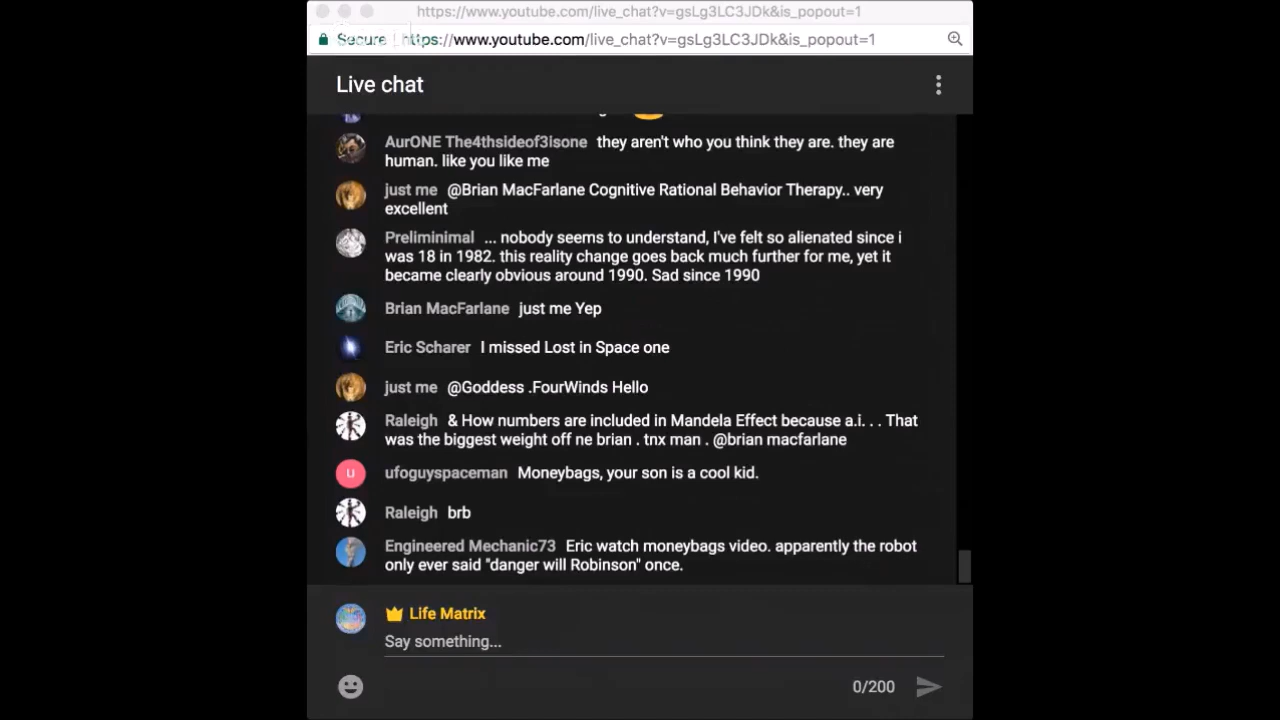 https://www.youtube.com/live_chat?v=gsLg3LC3JDk&is_popout=1
Secure https://www.youtube.com/live_chat?v=gsLg3LC3JDk&is_popout=1
Live chat
AurONE The4thsideof3isone they aren't who you think they are. they are
human. like you like me
just me @Brian MacFarlane Cognitive Rational Behavior Therapy.. very
excellent
Preliminimal ... nobody seems to understand, I've felt so alienated since i
was 18 in 1982. this reality change goes back much further for me, yet it
became clearly obvious around 1990. Sad since 1990
Brian MacFarlane just me Yep
Eric Scharer I missed Lost in Space one
just me @Goddess .FourWinds Hello
Raleigh & How numbers are included in Mandela Effect because a.i. . . That
was the biggest weight off ne brian . tnx man . @brian macfarlane
U ufoguyspaceman Moneybags, your son is a cool kid.
Raleigh brb
Engineered Mechanic73 Eric watch moneybags video. apparently the robot
only ever said "danger will Robinson" once.
Life Matrix
Say something...
0/200